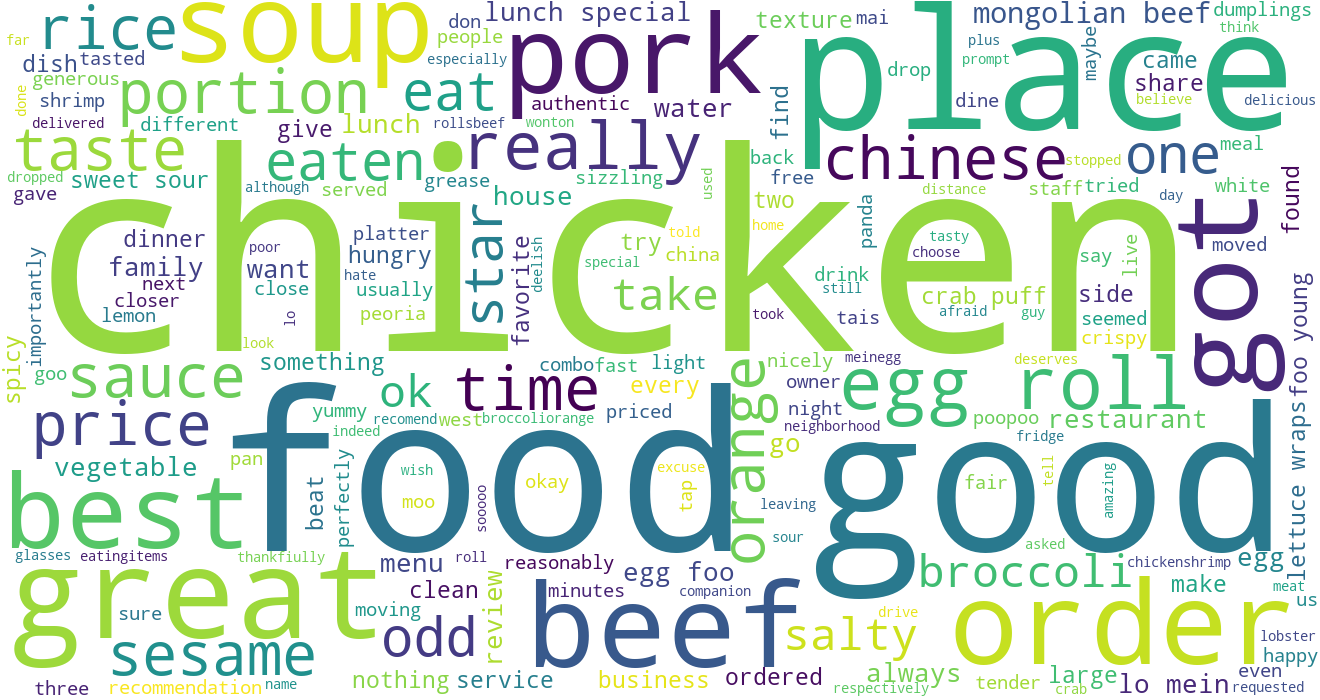 far
rice
soup
don
people
lunch special
texture
mai
mongolian beef
dumplings
think
dish
tasted
especially
pork
place
plus
prompt
maybe
came
share
believe
delicious
generous
done
shrimp
portion
eat
authentic
water
drop
dine
find
delivered
different
give
lunch
rollsbeef
wonton
taste
eaten
really
chinese
one
meal
stopped
back
dropped
sweet sour
although
served
grease
house
sizzling
used
free
two
distance
staff
tried
day
white
gave
chicken
got
found
dinner
poor
platter
star
favorite
deelish
try
told
home
china
panda
tasty
choose
say
live
moved
family
want
hungry
hate
special
importantly
next
closer
close
usually
take
drink
still
crab puff
side
lemon
lo
peoria
took
tais
afraid
guy
seemed
crispy
look
spicy
goo
sauce
something
combo
fast
light
nicely
meinegg
deserves
foo young
ok
time
every
orange
owner
egg roll
price
yummy
indeed
recomend
west
broccoliorange
priced
night
neighborhood
poopoo
restaurant
go
fridge
vegetable
pan
food
good
lettuce wraps
best
beat
perfectly
wish
moo
sooooo
okay
excuse
tap
leaving
fair
tell
amazing
sour
asked
glasses
eatingitems
thankfiully
menu
roll
reasonably
egg foo
broccoli
chickenshrimp
egg
great
sure
moving
clean
review
minutes
beef
companion
make
meat
us
odd
salty
drive
order
lobster
happy
sesame
three
recommendation
name
nothing
service
business
ordered
always
respectively
tender
large
crab
lo mein
even
requested